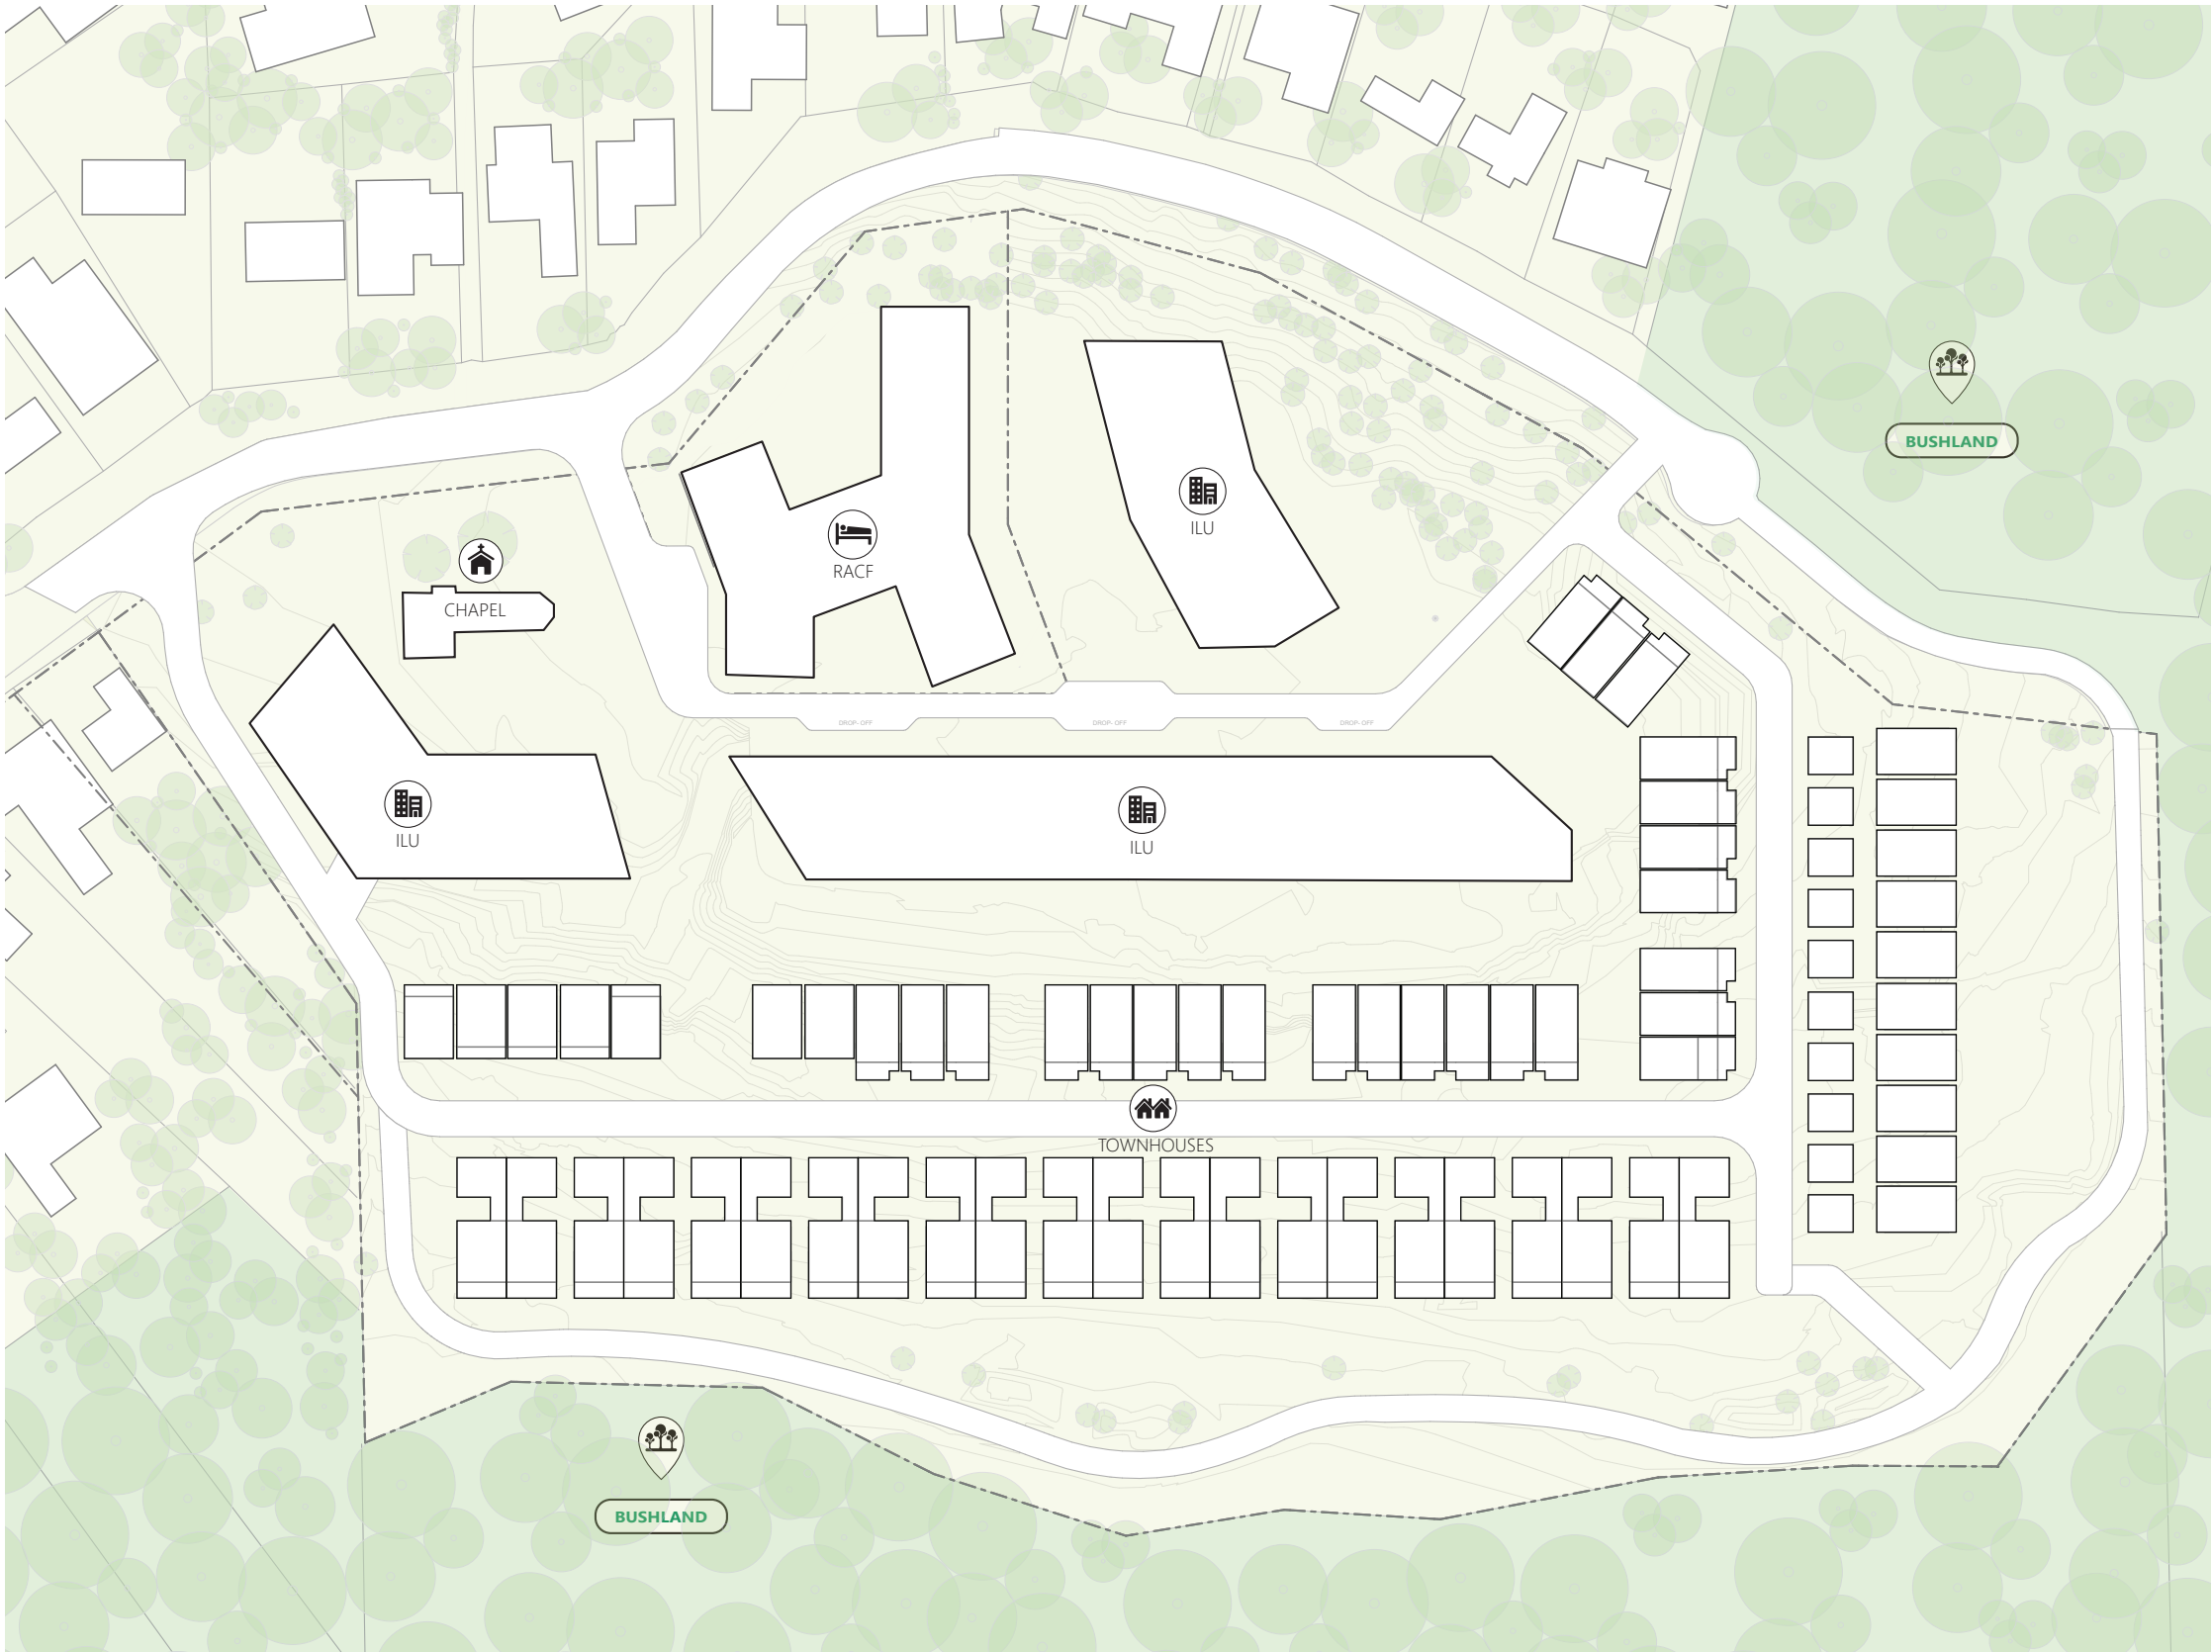 BUSHLAND
ILU
RACF
CHAPEL
DROP- OFF
DROP- OFF
DROP- OFF
ILU
ILU
TOWNHOUSES
BUSHLAND